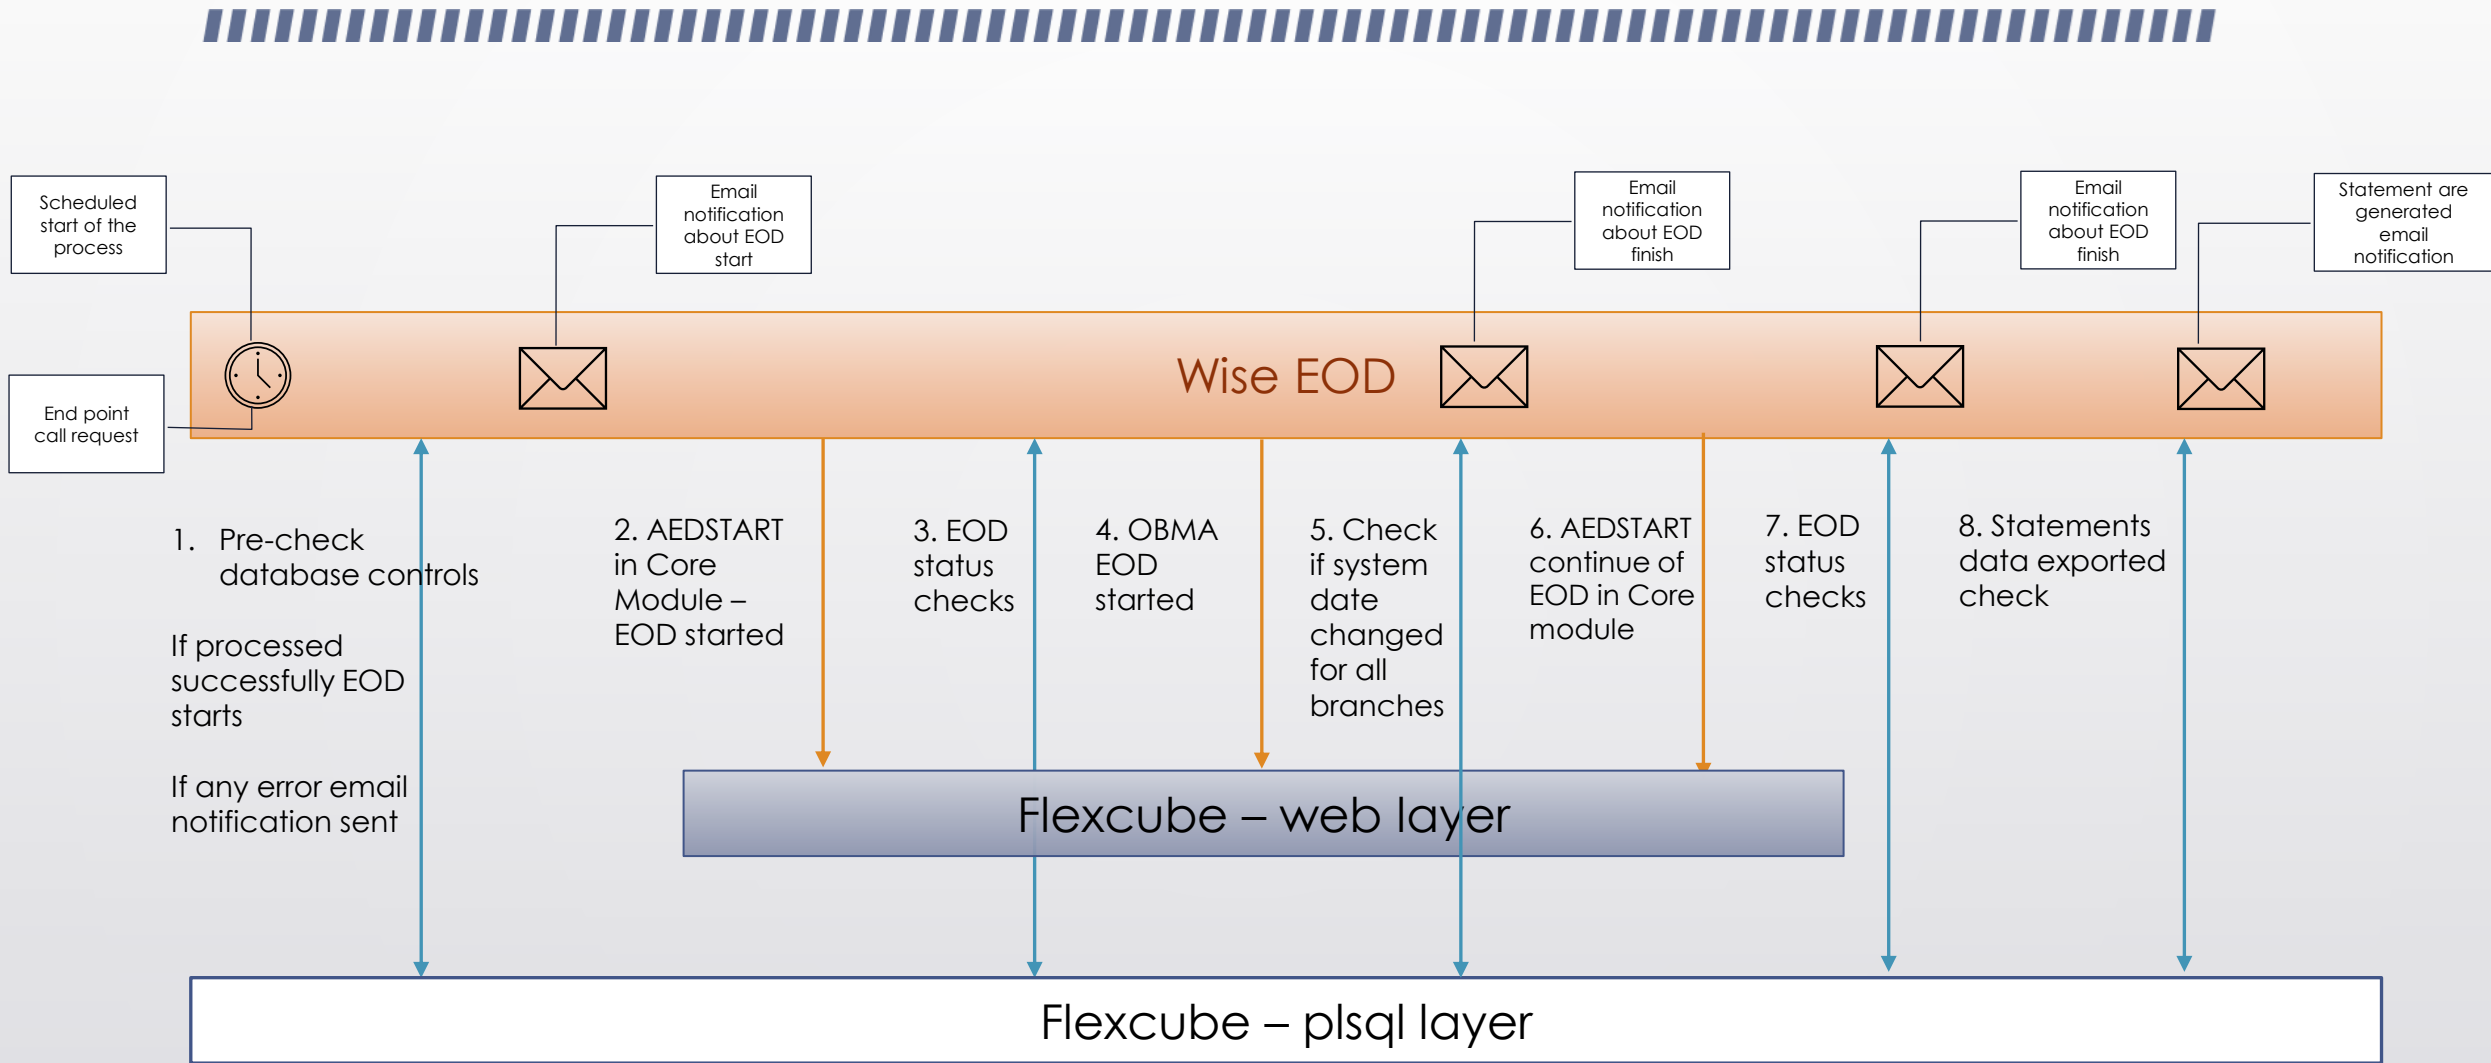 Scheduled
start of the
process
Email
notification
about EOD
start
Email
notification
about EOD
finish
Email
notification
about EOD
finish
Statement are
generated
email
notification
End point
call request
Wise EOD
1. Pre-check
database controls
If processed
successfully EOD
starts
If any error email
notification sent
2. AEDSTART
in Core
Module –
EOD started
3. EOD
status
checks
4. OBMA
EOD
started
5. Check
if system
date
changed
for all
branches
6. AEDSTART
continue of
EOD in Core
module
7. EOD
status
checks
8. Statements
data exported
check
Flexcube – web layer
Flexcube – plsql layer